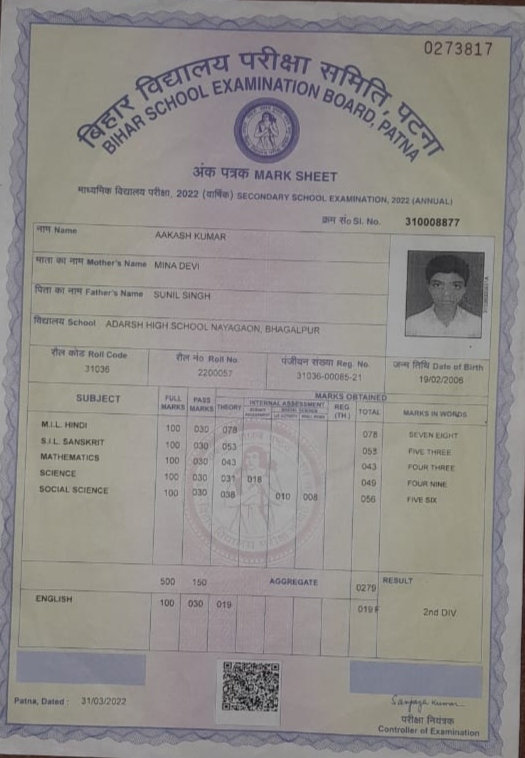 0273817
बिहार विद्यालय परीक्षा समिति, पटना
BIHAR SCHOOL EXAMINATION BOARD, PATNA
अंक पत्रक MARK SHEET
माध्यमिक विद्यालय परीक्षा, 2022 (वार्षिक) SECONDARY SCHOOL EXAMINATION, 2022 (ANNUAL)
क्रम सं० Sl. No. 310008877
नाम Name AAKASH KUMAR
माता का नाम Mother's Name MINA DEVI
पिता का नाम Father's Name SUNIL SINGH
विद्यालय School ADARSH HIGH SCHOOL NAYAGAON, BHAGALPUR
रौल कोड Roll Code रौल नं० Roll No. पंजीयन संख्या Reg. No. जन्म तिथि Date of Birth
31036 2200057 31036-00085-21 19/02/2006
SUBJECT FULL MARKS PASS MARKS THEORY INTERNAL ASSESSMENT REG (TH.) TOTAL MARKS IN WORDS
MARKS OBTAINED
M.I.L. HINDI 100 030 078 078 SEVEN EIGHT
S.I.L. SANSKRIT 100 030 053 053 FIVE THREE
MATHEMATICS 100 030 043 043 FOUR THREE
SCIENCE 100 030 031 018 049 FOUR NINE
SOCIAL SCIENCE 100 030 038 010 008 056 FIVE SIX
500 150 AGGREGATE 0279 RESULT
ENGLISH 100 030 019 019 F 2nd DIV
Patna, Dated : 31/03/2022
Sanjay Kumar
परीक्षा नियंत्रक
Controller of Examination